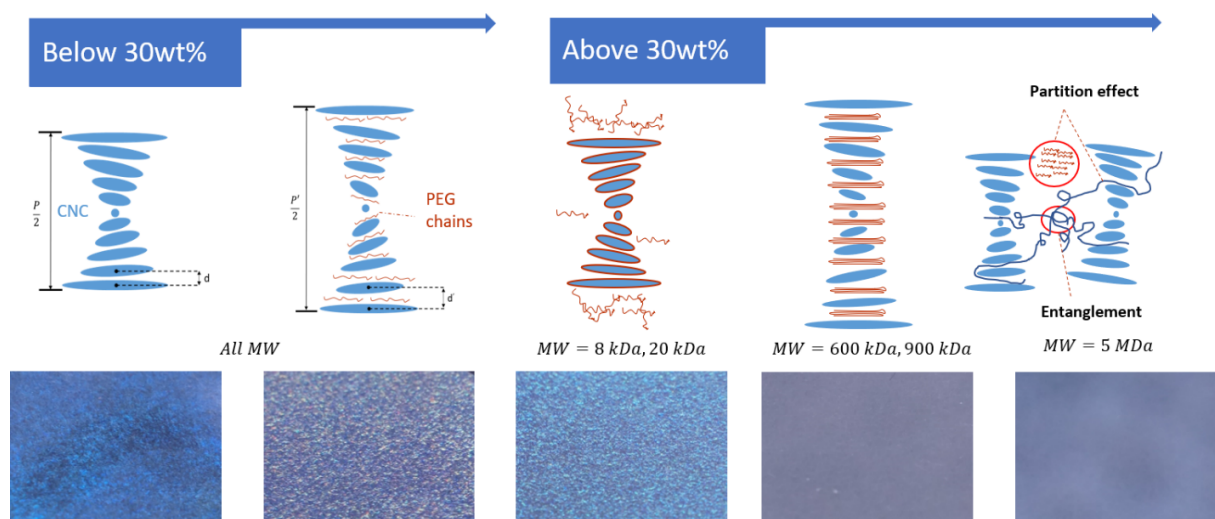 Below 30wt%
Above 30wt%
Partition effect
P/2
CNC
d
P'/2
PEG
chains
d'
Entanglement
All MW
MW = 8 kDa, 20 kDa
MW = 600 kDa, 900 kDa
MW = 5 MDa